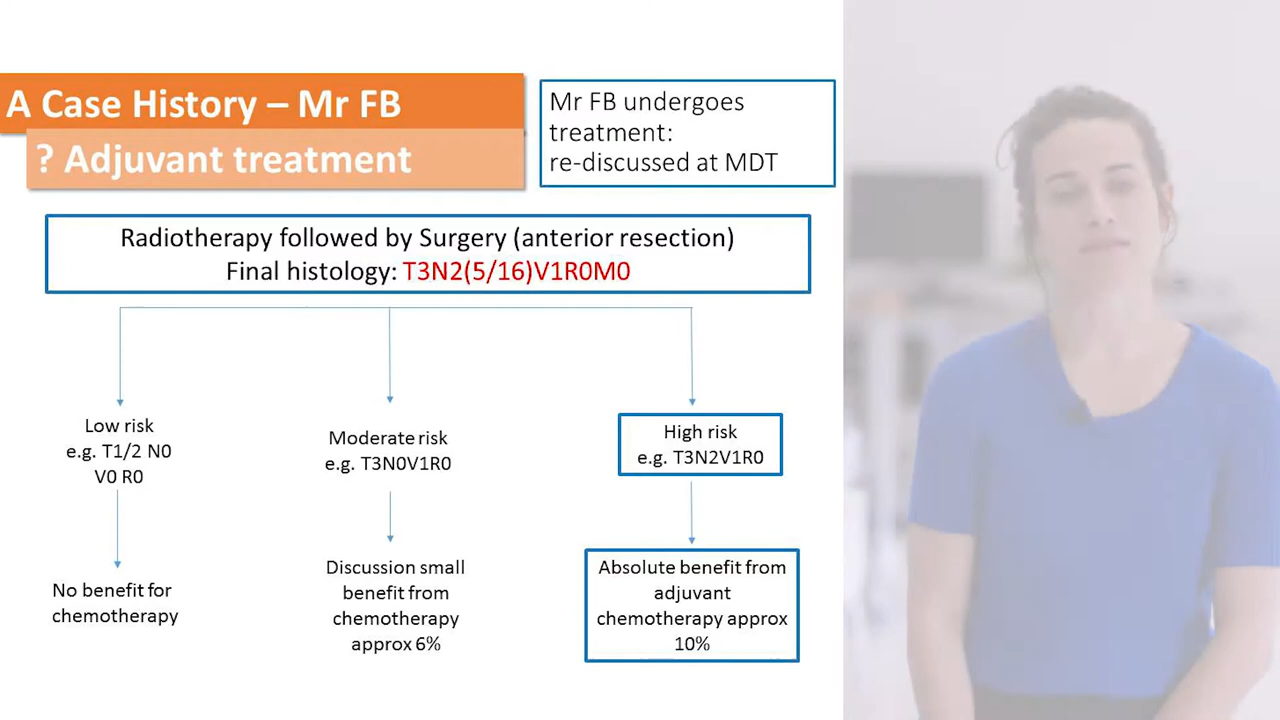 A Case History – Mr FB
? Adjuvant treatment
Mr FB undergoes
treatment:
re-discussed at MDT
Radiotherapy followed by Surgery (anterior resection)
Final histology: T3N2(5/16)V1R0M0
Low risk
e.g. T1/2 N0
V0 R0
No benefit for
chemotherapy
Moderate risk
e.g. T3N0V1R0
Discussion small
benefit from
chemotherapy
approx 6%
High risk
e.g. T3N2V1R0
Absolute benefit from
adjuvant
chemotherapy approx
10%